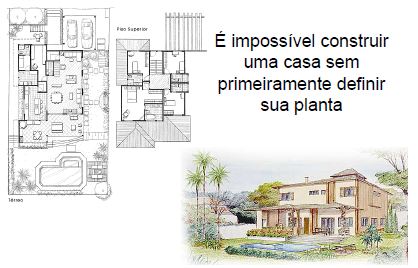 Piso Superior
É impossível construir
uma casa sem
primeiramente definir
sua planta
Térreo